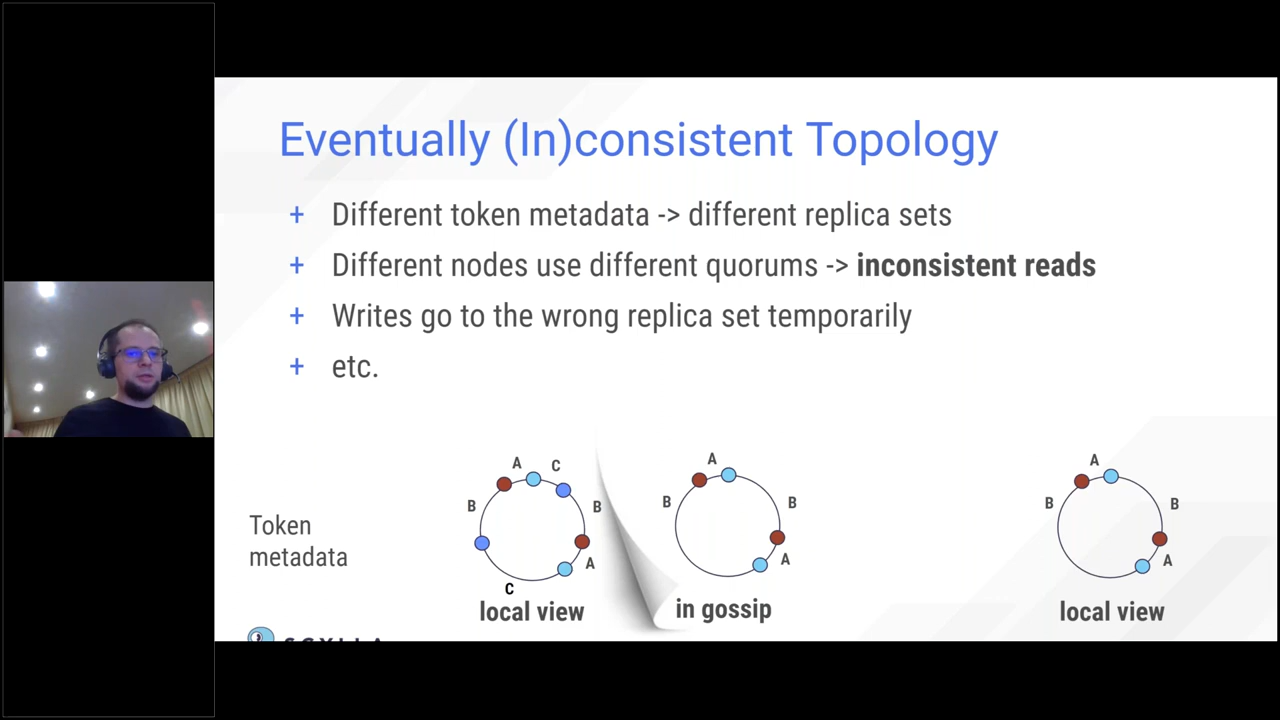 Eventually (In)consistent Topology
+ Different token metadata -> different replica sets
+ Different nodes use different quorums -> inconsistent reads
+ Writes go to the wrong replica set temporarily
+ etc.
Token
metadata
A C
B B
A
C
local view
A
B B
A
in gossip
A
B B
A
local view